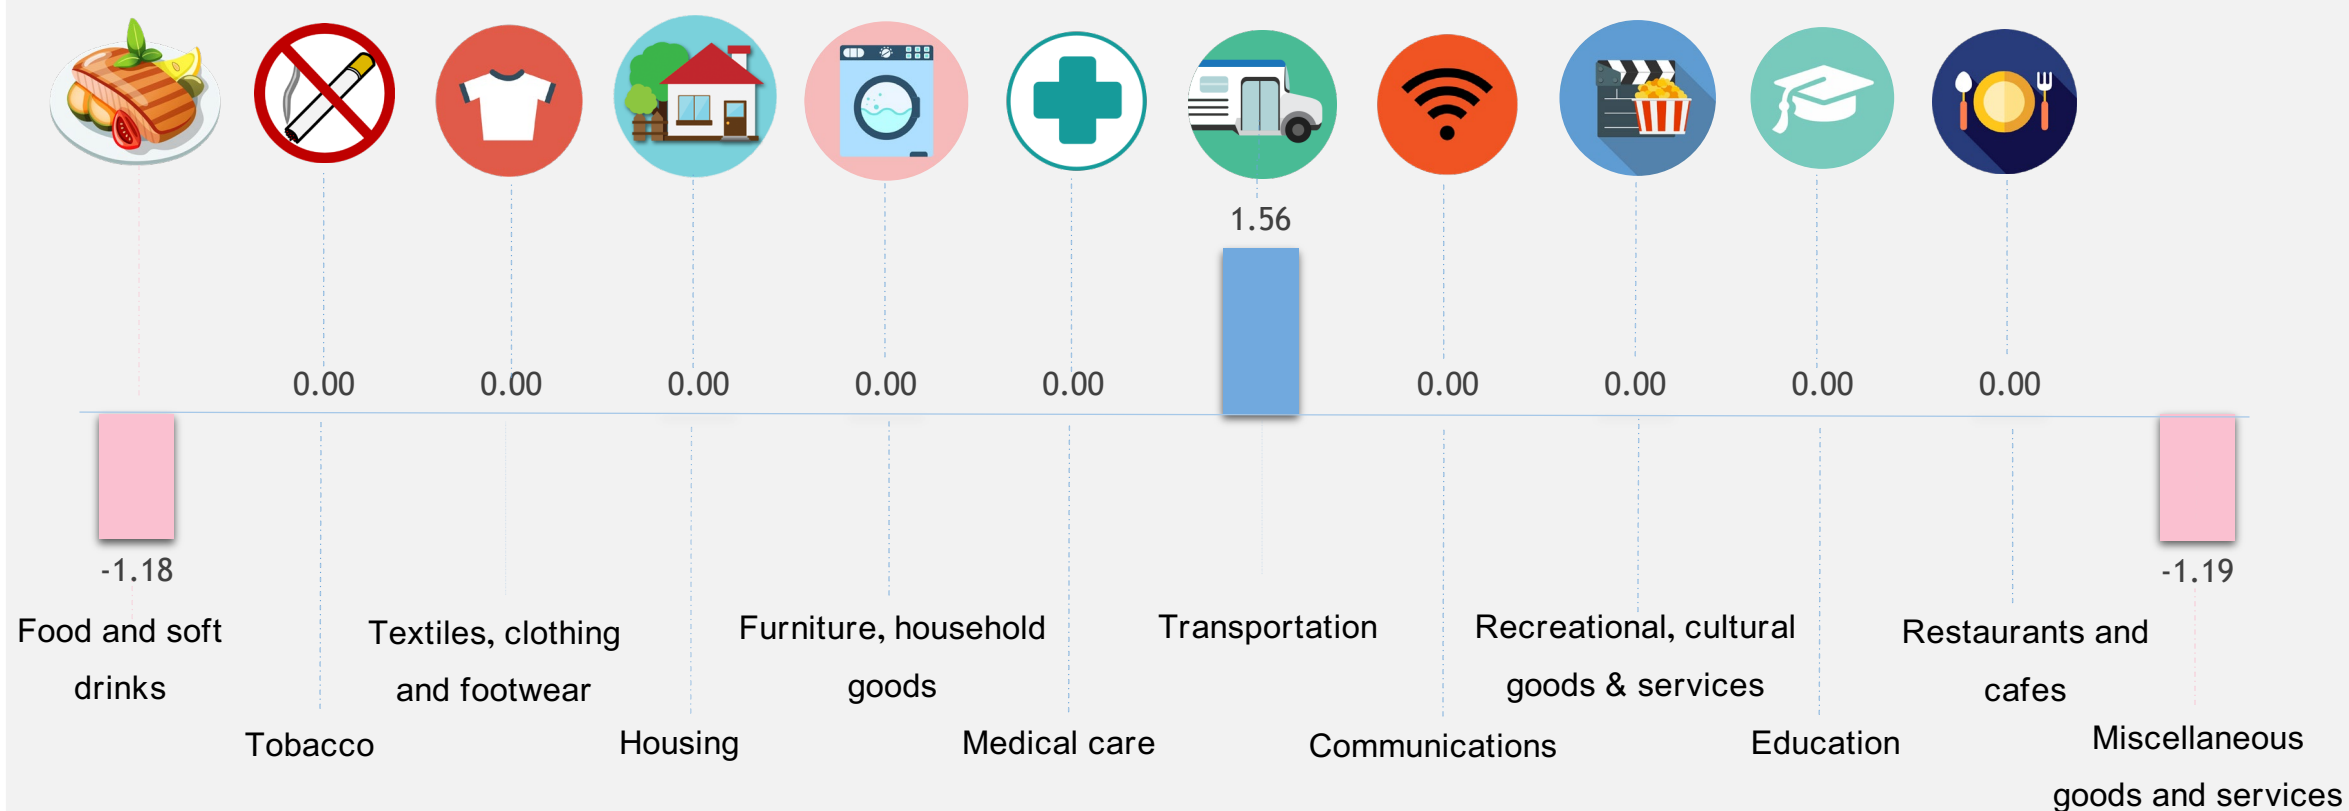 1.56
0.00
0.00
0.00
0.00
0.00
0.00
0.00
0.00
0.00
-1.18
-1.19
Food and soft
drinks
Tobacco
Textiles, clothing
and footwear
Housing
Furniture, household
goods
Medical care
Transportation
Communications
Recreational, cultural
goods & services
Education
Restaurants and
cafes
Miscellaneous
goods and services